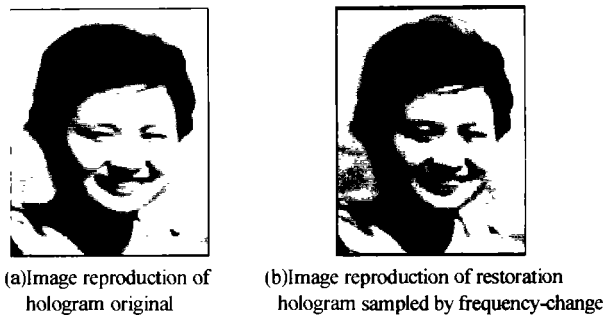 (a)Image reproduction of
hologram original
(b)Image reproduction of restoration
hologram sampled by frequency-change